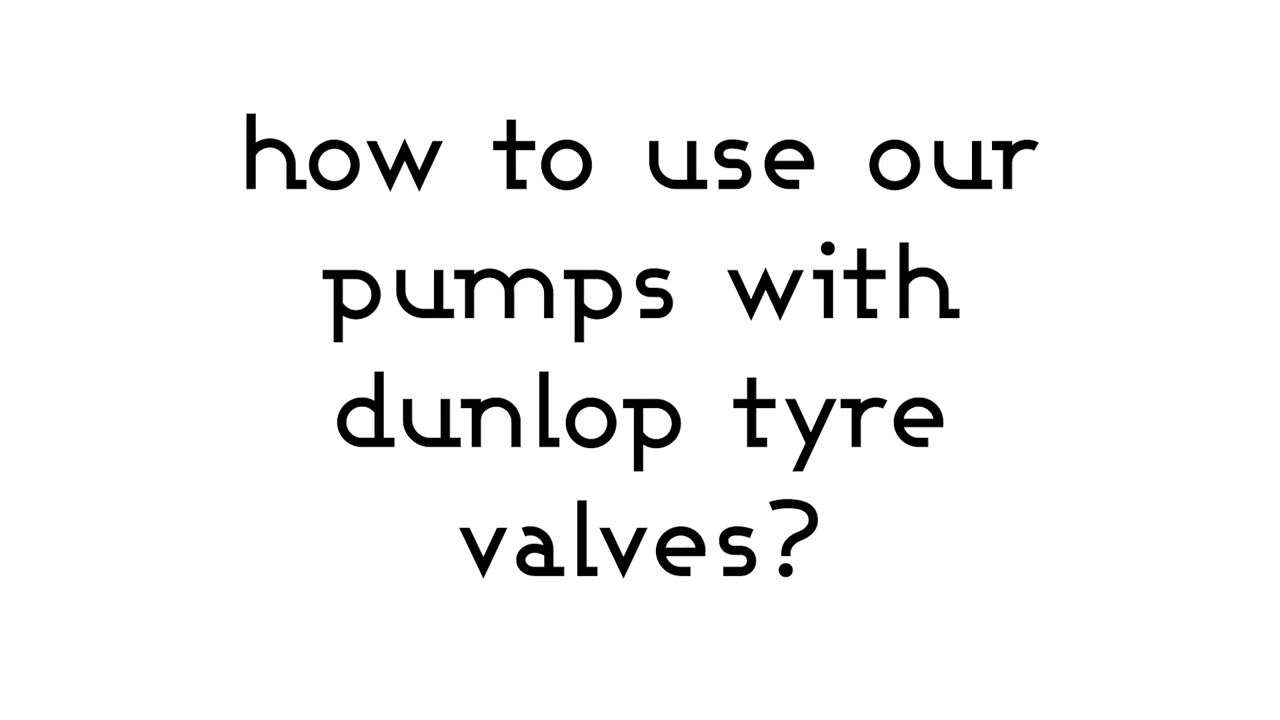 how to use our
pumps with
dunlop tyre
valves?